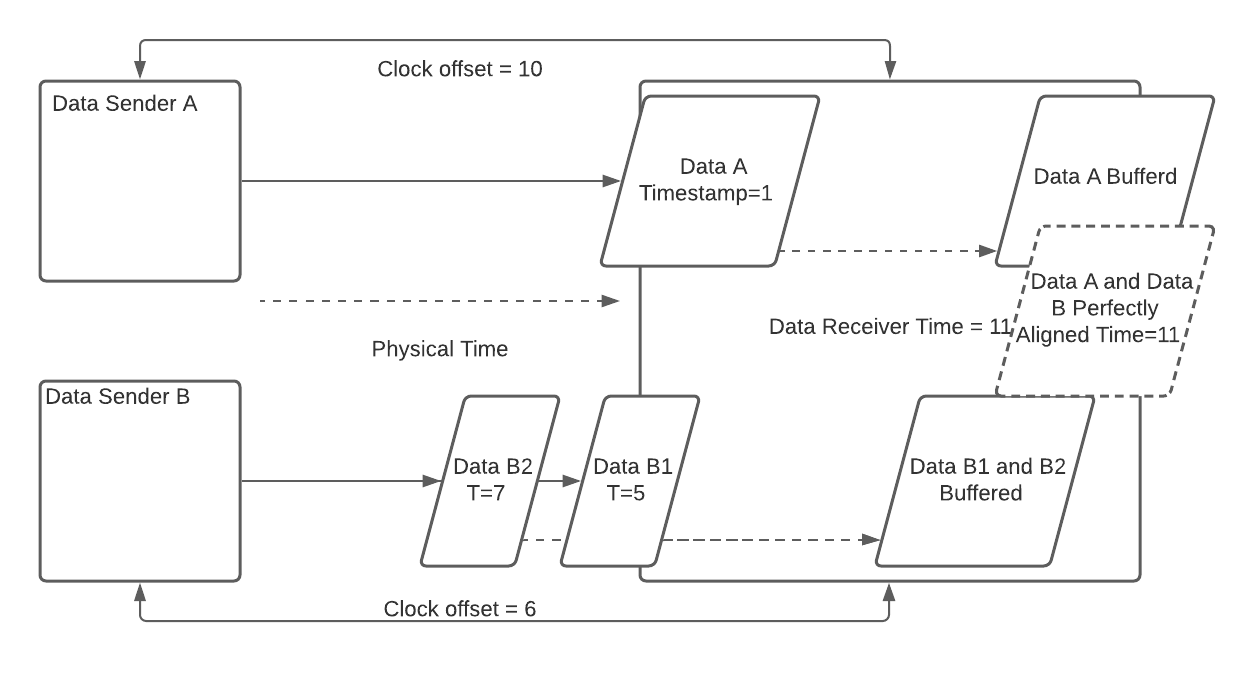 Clock offset = 10
Data Sender A
Data A
Timestamp=1
Data A Bufferd
Data A and Data
B Perfectly
Aligned Time=11
Data Receiver Time = 11
Physical Time
Data Sender B
Data B2
T=7
Data B1
T=5
Data B1 and B2
Buffered
Clock offset = 6